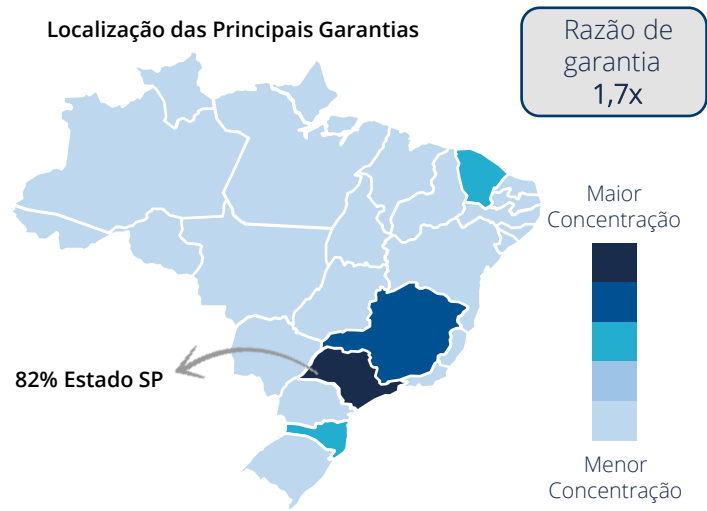 Localização das Principais Garantias
Razão de
garantia
1,7x
Maior
Concentração
82% Estado SP
Menor
Concentração